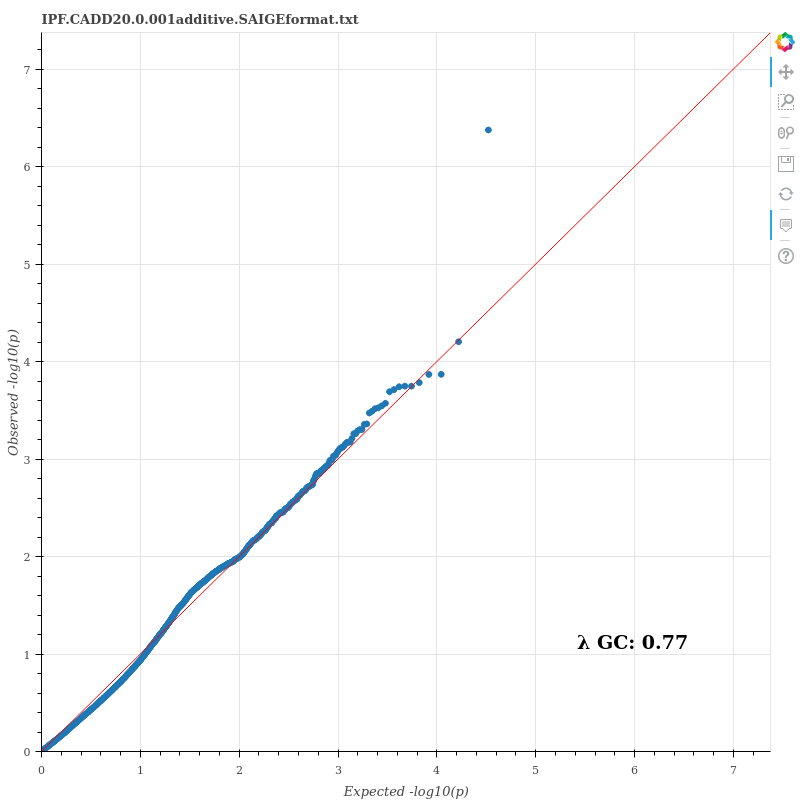 IPF.CADD20.0.001additive.SAIGEformat.txt
7
6
5
4
3
2
1
0
Observed -log10(p)
λ GC: 0.77
0 1 2 3 4 5 6 7
Expected -log10(p)